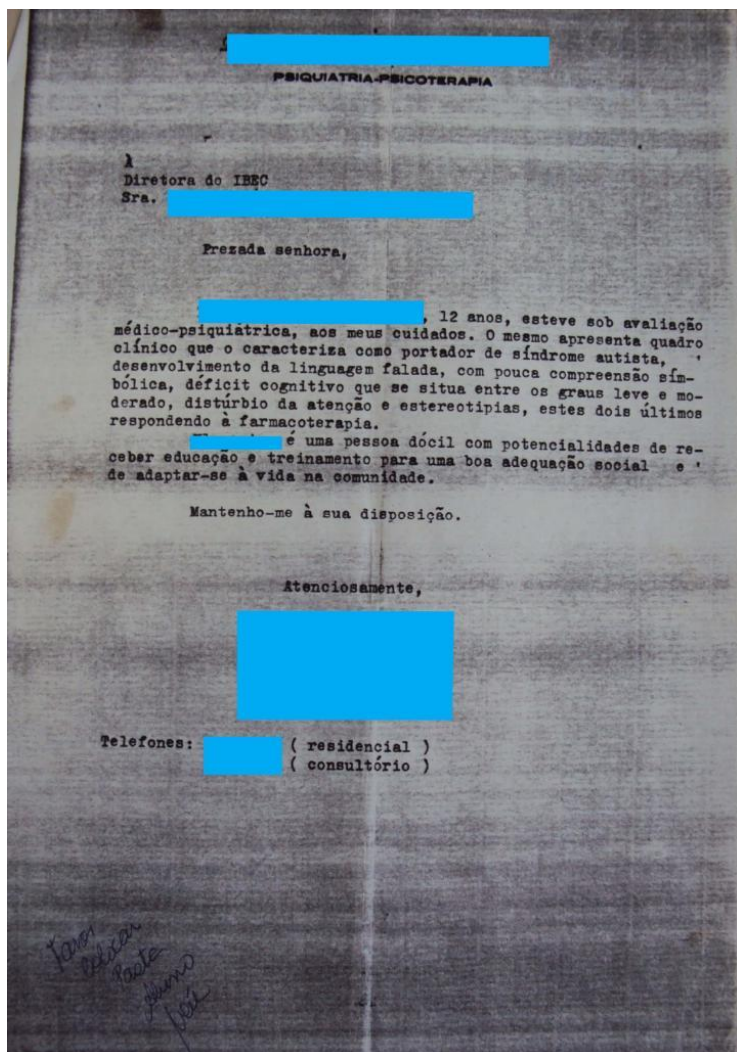 PSIQUIATRIA-PSICOTERAPIA
À
Diretora do IBEC
Sra.
Prezada senhora,
, 12 anos, esteve sob avaliação
médico-psiquiátrica, aos meus cuidados. O mesmo apresenta quadro
clínico que o caracteriza como portador de síndrome autista, '
desenvolvimento da linguagem falada, com pouca compreensão sim-
bólica, déficit cognitivo que se situa entre os graus leve e mo-
derado, distúrbio da atenção e estereotipias, estes dois últimos
respondendo à farmacoterapia.
é uma pessoa dócil com potencialidades de re-
ceber educação e treinamento para uma boa adequação social e '
de adaptar-se à vida na comunidade.
Mantenho-me à sua disposição.
Atenciosamente,
Telefones: ( residencial )
( consultório )
Favor
colocar
Pasta
aluno